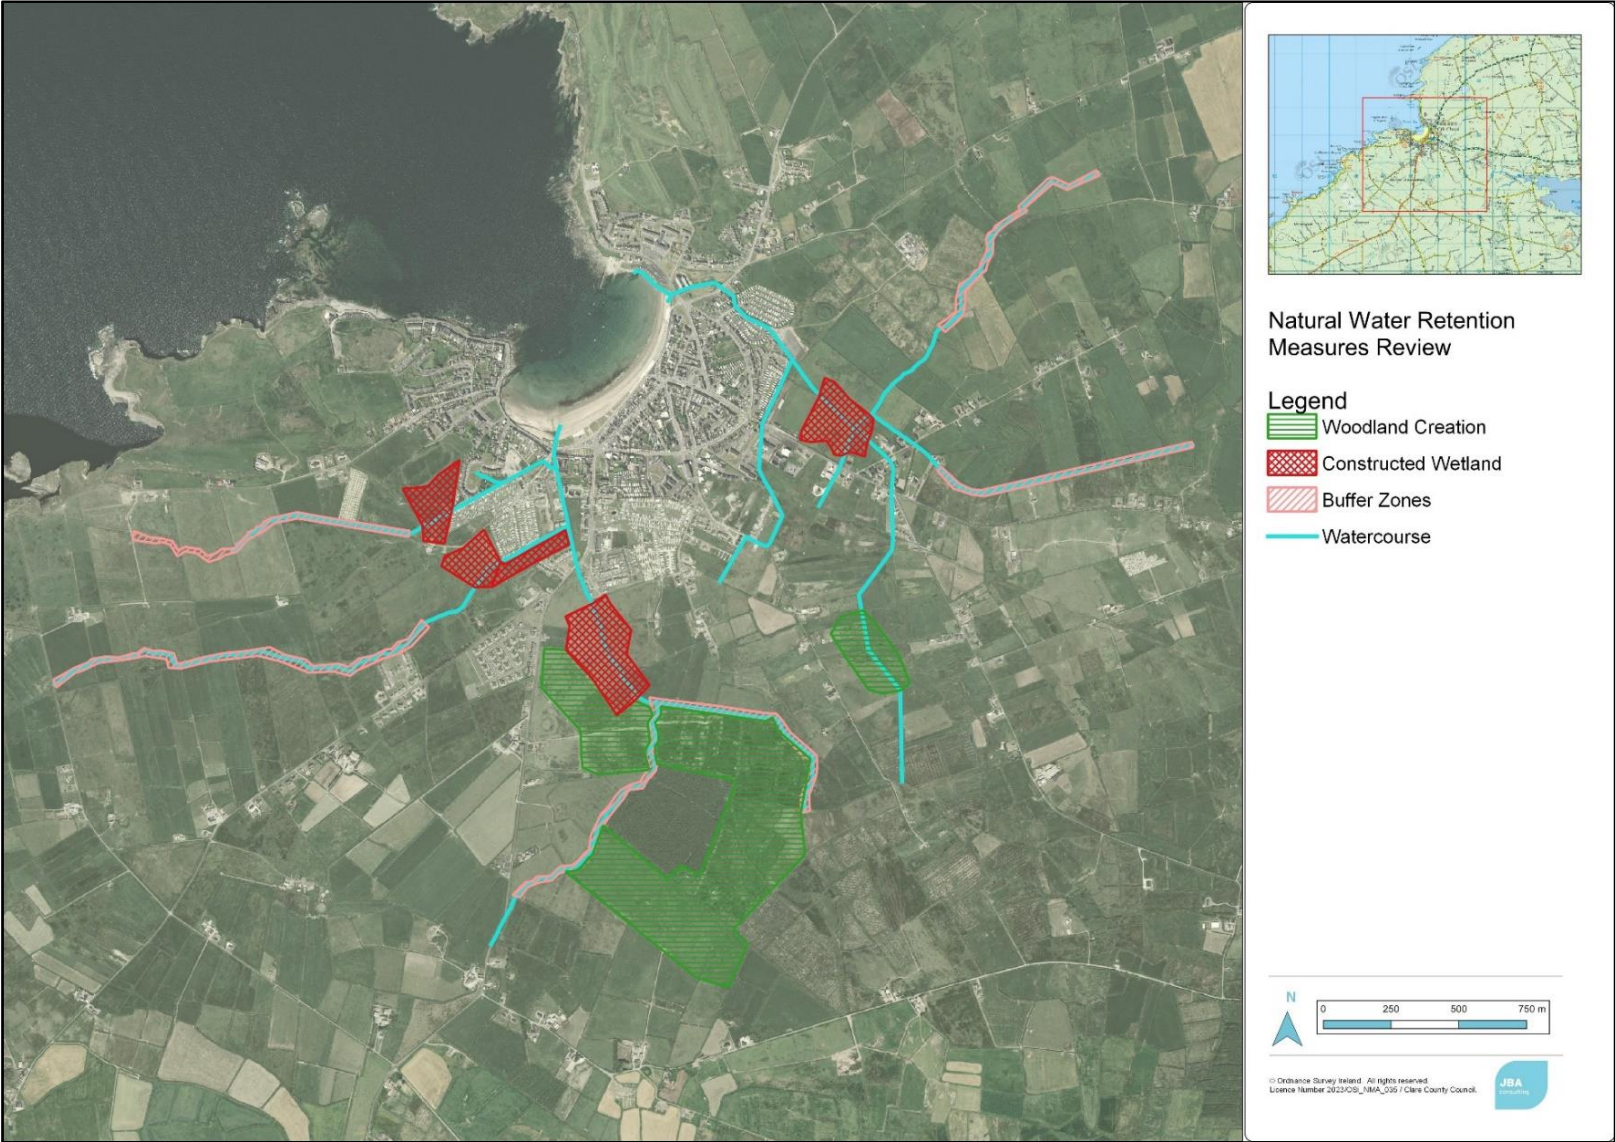 Natural Water Retention
Measures Review
Legend
Woodland Creation
Constructed Wetland
Buffer Zones
Watercourse
N
0 250 500 750 m
© Ordnance Survey Ireland. All rights reserved.
Licence Number 2023/OSi_NMA_035 / Clare County Council.
JBA
consulting